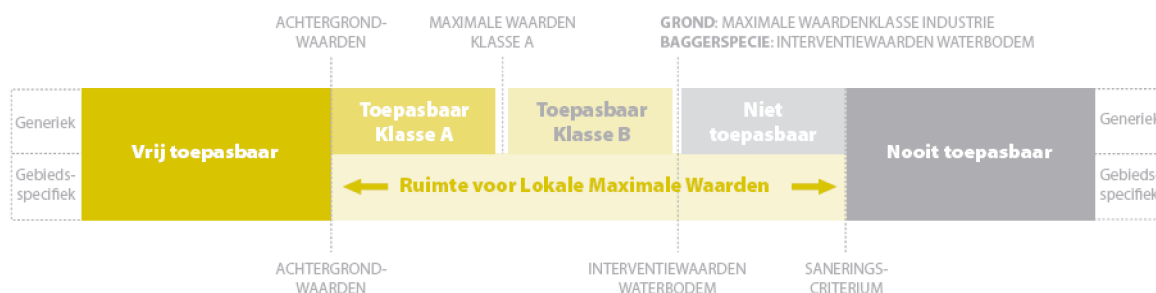 ACHTERGROND-
WAARDEN
MAXIMALE WAARDEN
KLASSE A
GROND: MAXIMALE WAARDENKLASSE INDUSTRIE
BAGGERSPECIE: INTERVENTIEWAARDEN WATERBODEM
Generiek
Gebieds-
specifiek
Vrij toepasbaar
Toepasbaar
Klasse A
Toepasbaar
Klasse B
Niet
toepasbaar
Ruimte voor Lokale Maximale Waarden
Nooit toepasbaar
Generiek
Gebieds-
specifiek
ACHTERGROND-
WAARDEN
INTERVENTIEWAARDEN
WATERBODEM
SANERINGS-
CRITERIUM